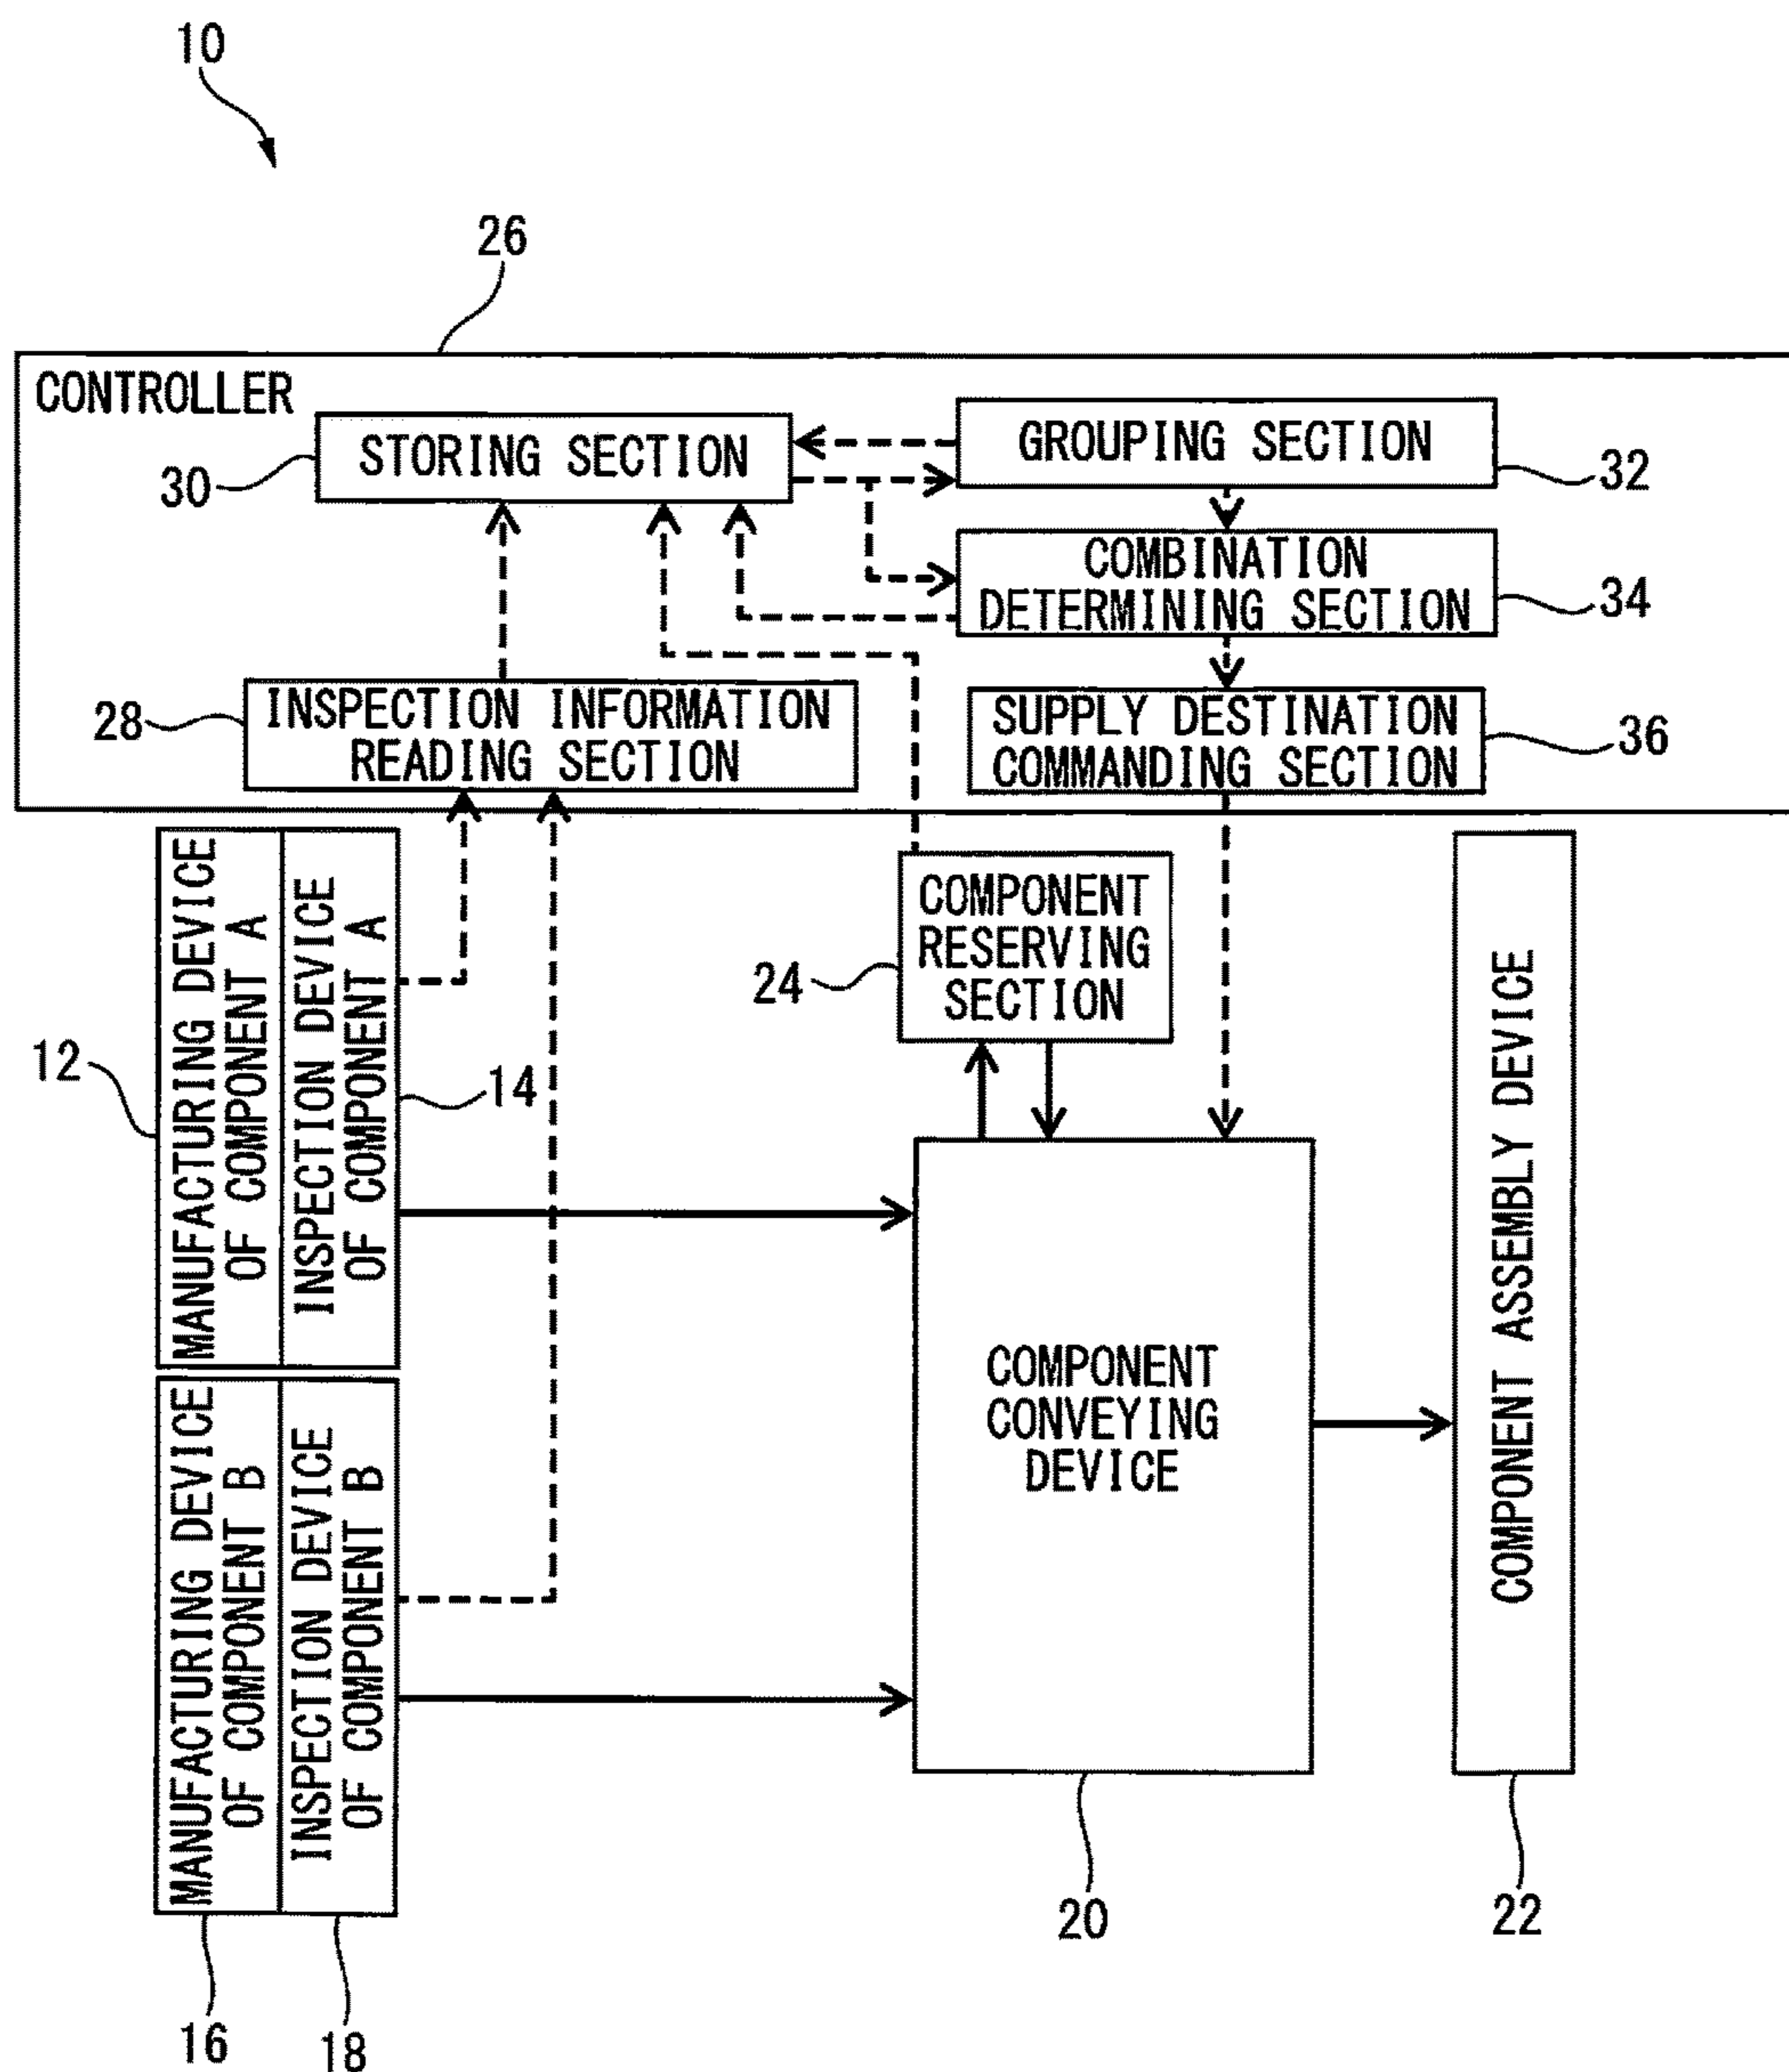 10
26
CONTROLLER
STORING SECTION
30
GROUPING SECTION
32
COMBINATION
DETERMINING SECTION
34
INSPECTION INFORMATION
READING SECTION
28
SUPPLY DESTINATION
COMMANDING SECTION
36
MANUFACTURING DEVICE
OF COMPONENT A
INSPECTION DEVICE
OF COMPONENT A
12
14
COMPONENT
RESERVING
SECTION
24
MANUFACTURING DEVICE
OF COMPONENT B
INSPECTION DEVICE
OF COMPONENT B
16
18
COMPONENT
CONVEYING
DEVICE
20
COMPONENT ASSEMBLY DEVICE
22